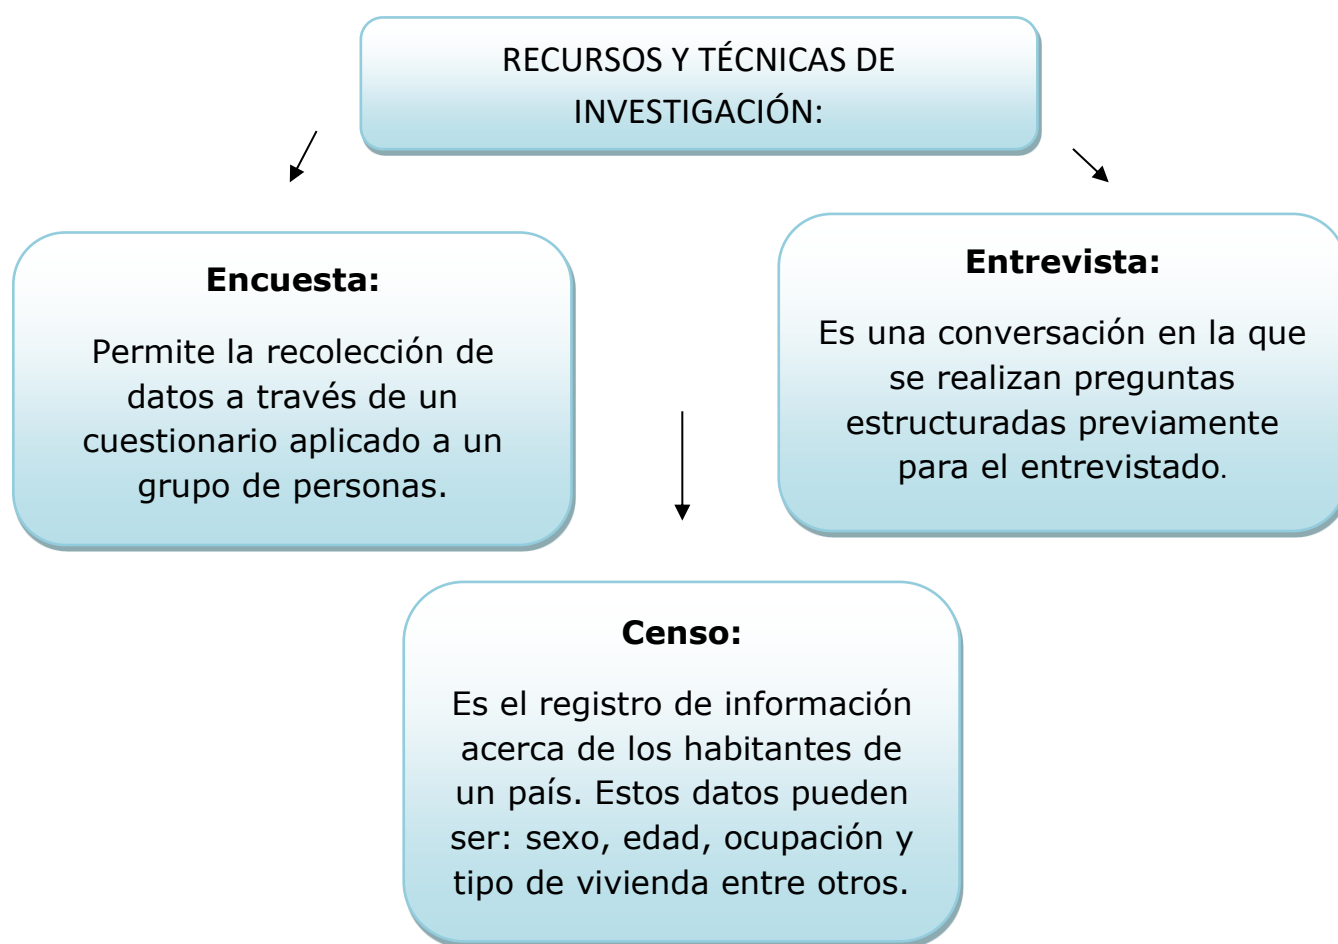 RECURSOS Y TÉCNICAS DE
INVESTIGACIÓN:
Encuesta:
Permite la recolección de
datos a través de un
cuestionario aplicado a un
grupo de personas.
Entrevista:
Es una conversación en la que
se realizan preguntas
estructuradas previamente
para el entrevistado.
Censo:
Es el registro de información
acerca de los habitantes de
un país. Estos datos pueden
ser: sexo, edad, ocupación y
tipo de vivienda entre otros.